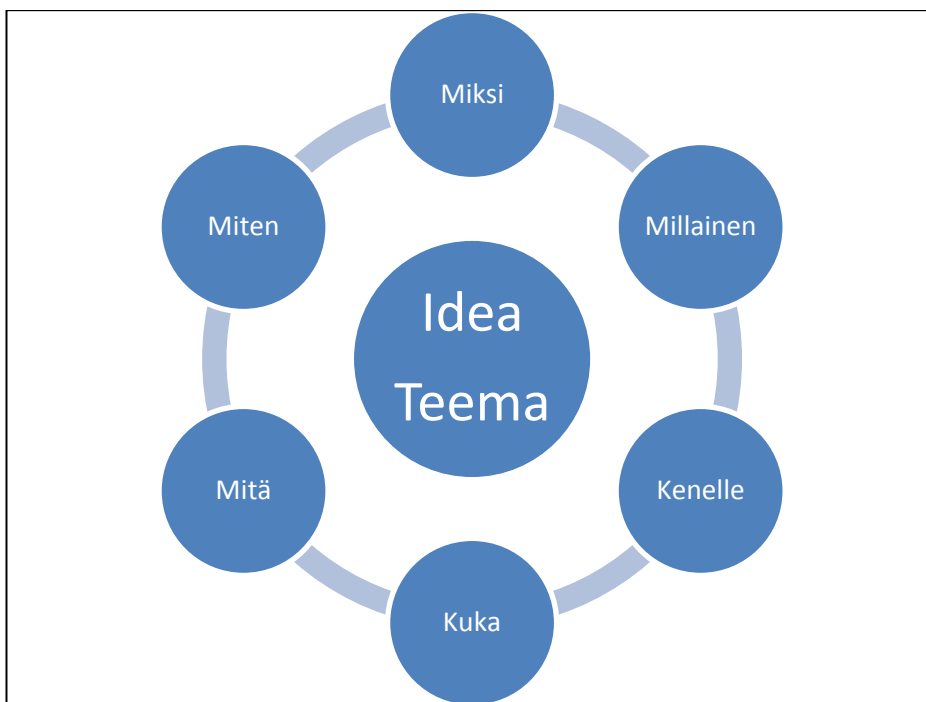 Miksi
Miten
Millainen
Idea
Teema
Mitä
Kenelle
Kuka